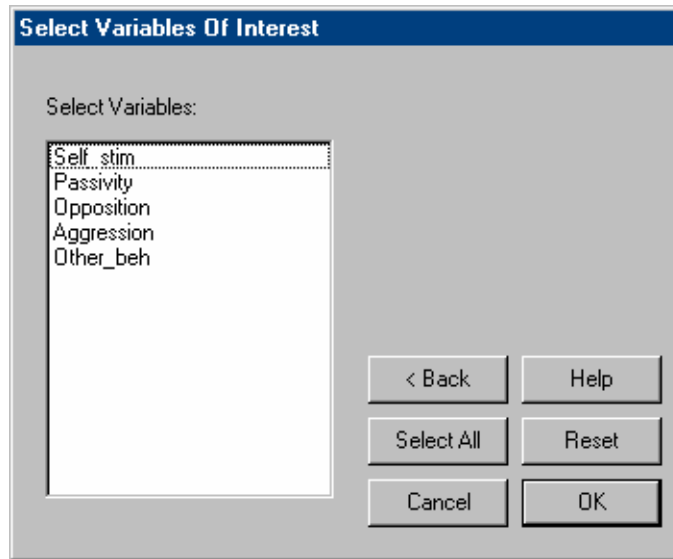 Select Variables Of Interest
Select Variables:
Self_stim
Passivity
Opposition
Aggression
Other_beh
< Back
Help
Select All
Reset
Cancel
OK